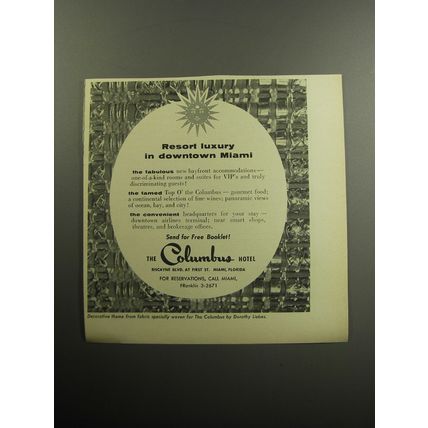 Resort luxury
in downtown Miami
the fabulous new bayfront accommodations—
one-of-a-kind rooms and suites for VIP's and truly
discriminating guests!
the famed Top O' the Columbus — gourmet food;
a continental selection of fine wines; panoramic views
of ocean, bay, and city!
the convenient headquarters for your stay —
downtown airlines terminal; near smart shops,
theatres, and brokerage offices.
Send for Free Booklet!
THE Columbus HOTEL
BISCAYNE BLVD. AT FIRST ST. MIAMI, FLORIDA
FOR RESERVATIONS, CALL MIAMI,
FRanklin 3-2671
Decorative theme from fabric specially woven for The Columbus by Dorothy Liebes.